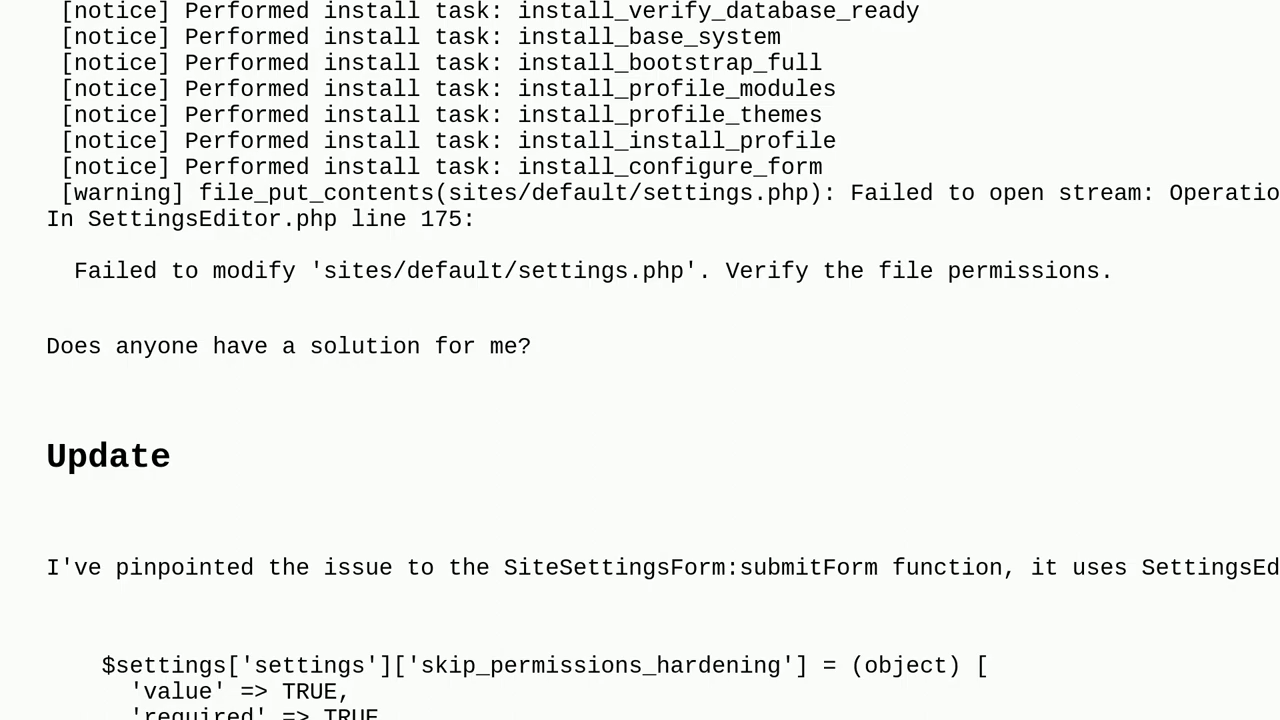 [notice] Performed install task: install_verify_database_ready
[notice] Performed install task: install_base_system
[notice] Performed install task: install_bootstrap_full
[notice] Performed install task: install_profile_modules
[notice] Performed install task: install_profile_themes
[notice] Performed install task: install_install_profile
[notice] Performed install task: install_configure_form
[warning] file_put_contents(sites/default/settings.php): Failed to open stream: Operatio
In SettingsEditor.php line 175:
Failed to modify 'sites/default/settings.php'. Verify the file permissions.
Does anyone have a solution for me?
Update
I've pinpointed the issue to the SiteSettingsForm:submitForm function, it uses SettingsEd
$settings['settings']['skip_permissions_hardening'] = (object) [
'value' => TRUE,
'required' => TRUE